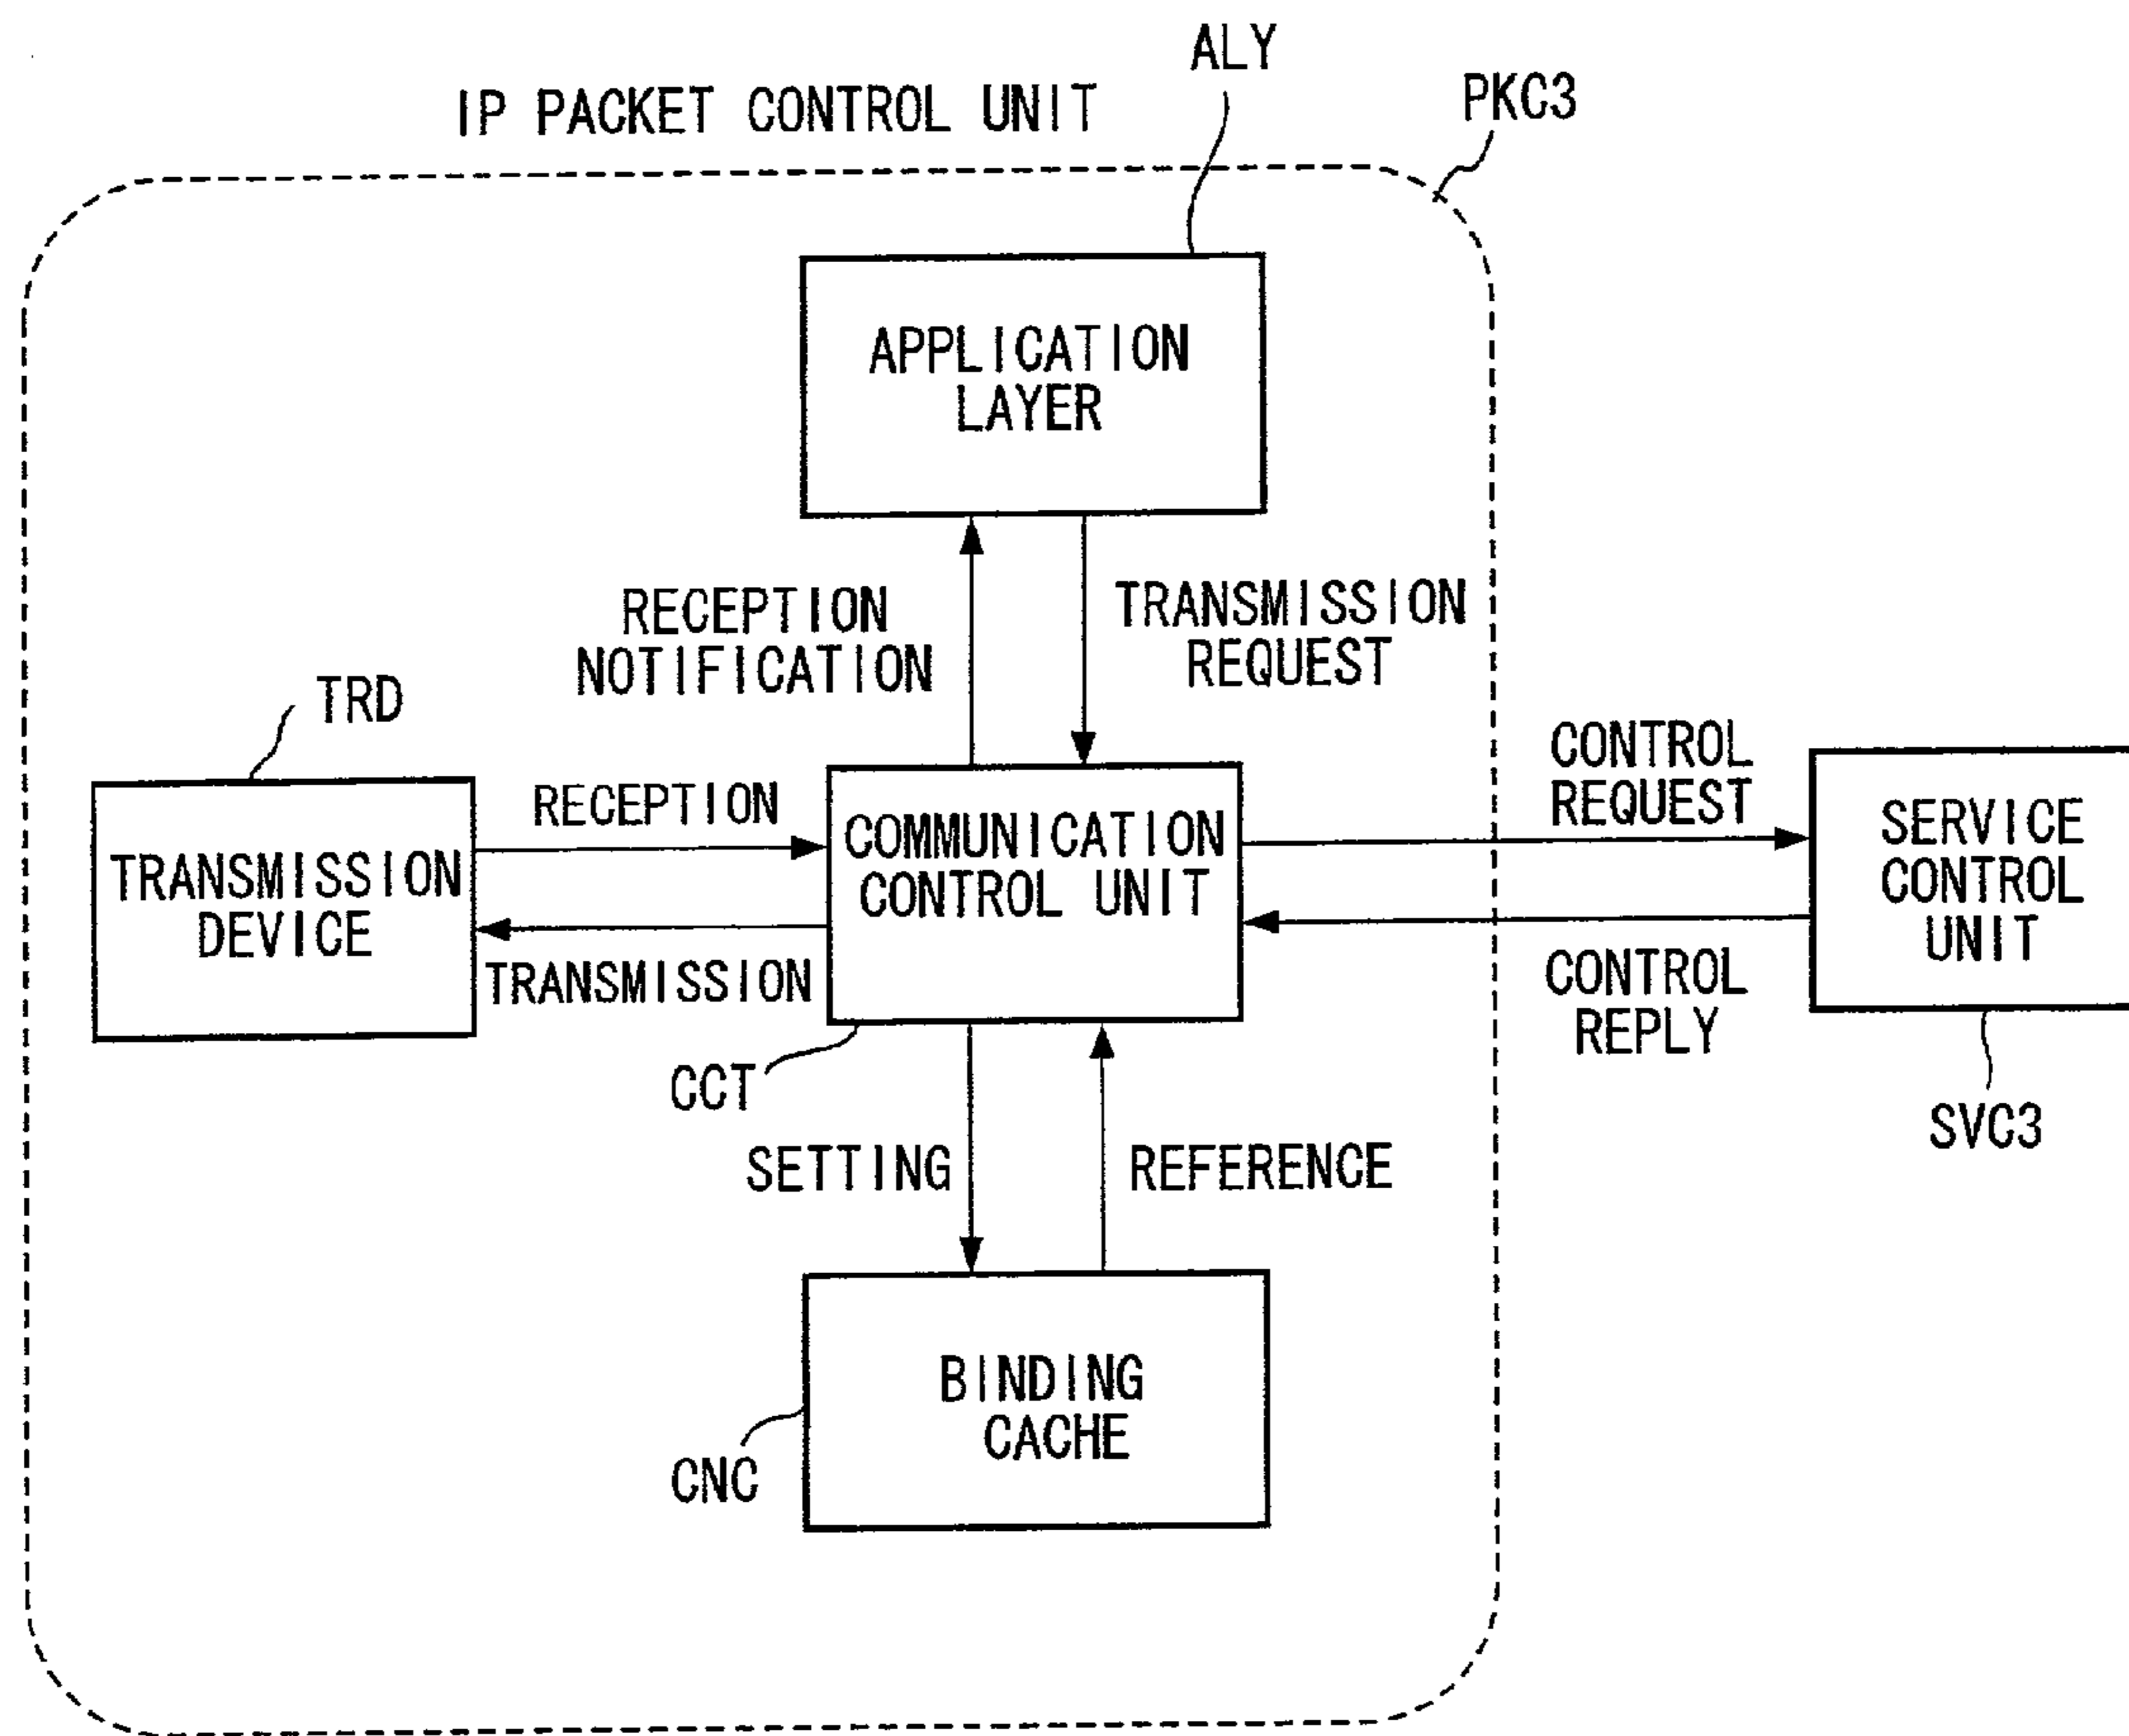 ALY
IP PACKET CONTROL UNIT
PKC3
APPLICATION
LAYER
RECEPTION
NOTIFICATION
TRANSMISSION
REQUEST
TRD
TRANSMISSION
DEVICE
RECEPTION
TRANSMISSION
COMMUNICATION
CONTROL UNIT
CCT
CONTROL
REQUEST
CONTROL
REPLY
SERVICE
CONTROL
UNIT
SVC3
SETTING
REFERENCE
BINDING
CACHE
CNC